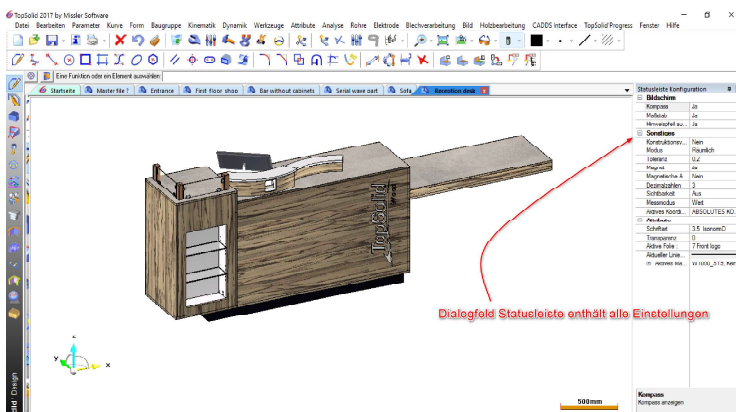 TopSolid 2017 by Missler Software
Datei Bearbeiten Parameter Kurve Form Baugruppe Kinematik Dynamik Werkzeuge Attribute Analyse Rohre Elektrode Blechverarbeitung Bild Holzbearbeitung CADDS Interface TopSolid'Progress Fenster Hilfe
Eine Funktion oder ein Element auswählen
Startseite Master file ? Entrance First floor shop Bar without cabinets Serial wave part Sofa Reception desk
Statusleiste Konfiguration
Bildschirm
Kompass Ja
Maßstab Ja
Hinweispfeil au... Ja
Sonstiges
Konstruktionsv... Nein
Modus Räumlich
Toleranz 0.2
Magnet Ja
Magnetische A Nein
Dezimalzahlen 3
Sichtbarkeit Aus
Messmodus Wert
Aktives Koordi... ABSOLUTES KO.
Attribute
Schriftart 3.5 IsonormD
Transparenz 0
Aktive Folie : 7 Front logo
Aktueller Linie...
TopSolid
Wood
Dialogfeld Statusleiste enthält alle Einstellungen
z
Y
X
500mm
Kompass
Kompass anzeigen
Design